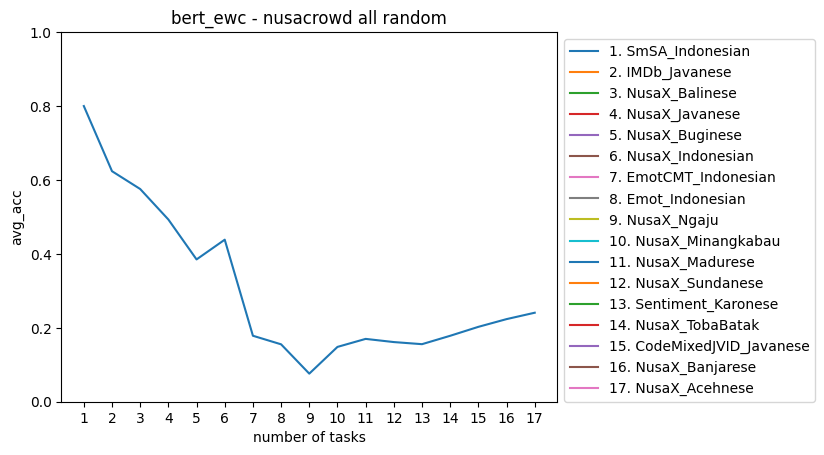 bert_ewc - nusacrowd all random
1.0
0.8
0.6
0.4
0.2
0.0
avg_acc
1 2 3 4 5 6 7 8 9 10 11 12 13 14 15 16 17
number of tasks
1. SmSA_Indonesian
2. IMDb_Javanese
3. NusaX_Balinese
4. NusaX_Javanese
5. NusaX_Buginese
6. NusaX_Indonesian
7. EmotCMT_Indonesian
8. Emot_Indonesian
9. NusaX_Ngaju
10. NusaX_Minangkabau
11. NusaX_Madurese
12. NusaX_Sundanese
13. Sentiment_Karonese
14. NusaX_TobaBatak
15. CodeMixedJVID_Javanese
16. NusaX_Banjarese
17. NusaX_Acehnese